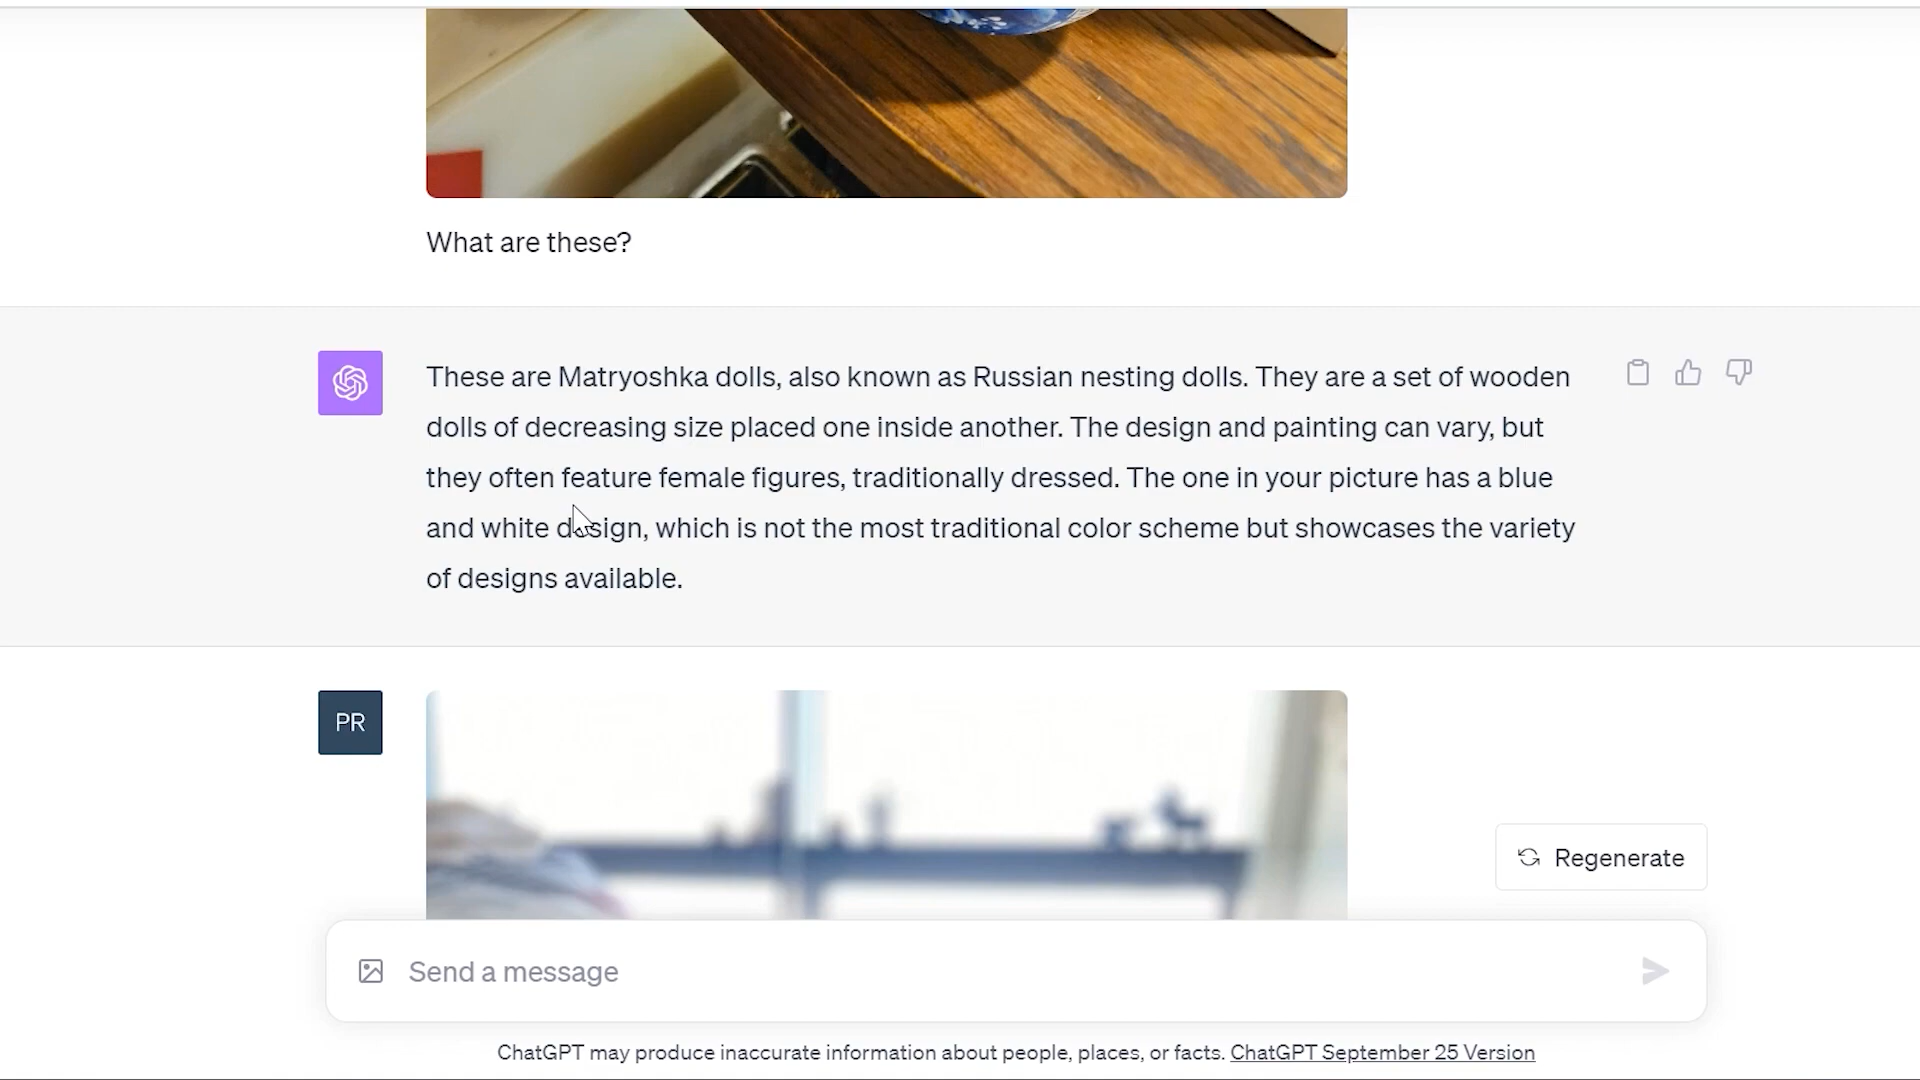 What are these?
These are Matryoshka dolls, also known as Russian nesting dolls. They are a set of wooden
dolls of decreasing size placed one inside another. The design and painting can vary, but
they often feature female figures, traditionally dressed. The one in your picture has a blue
and white design, which is not the most traditional color scheme but showcases the variety
of designs available.
PR
Regenerate
Send a message
ChatGPT may produce inaccurate information about people, places, or facts. ChatGPT September 25 Version